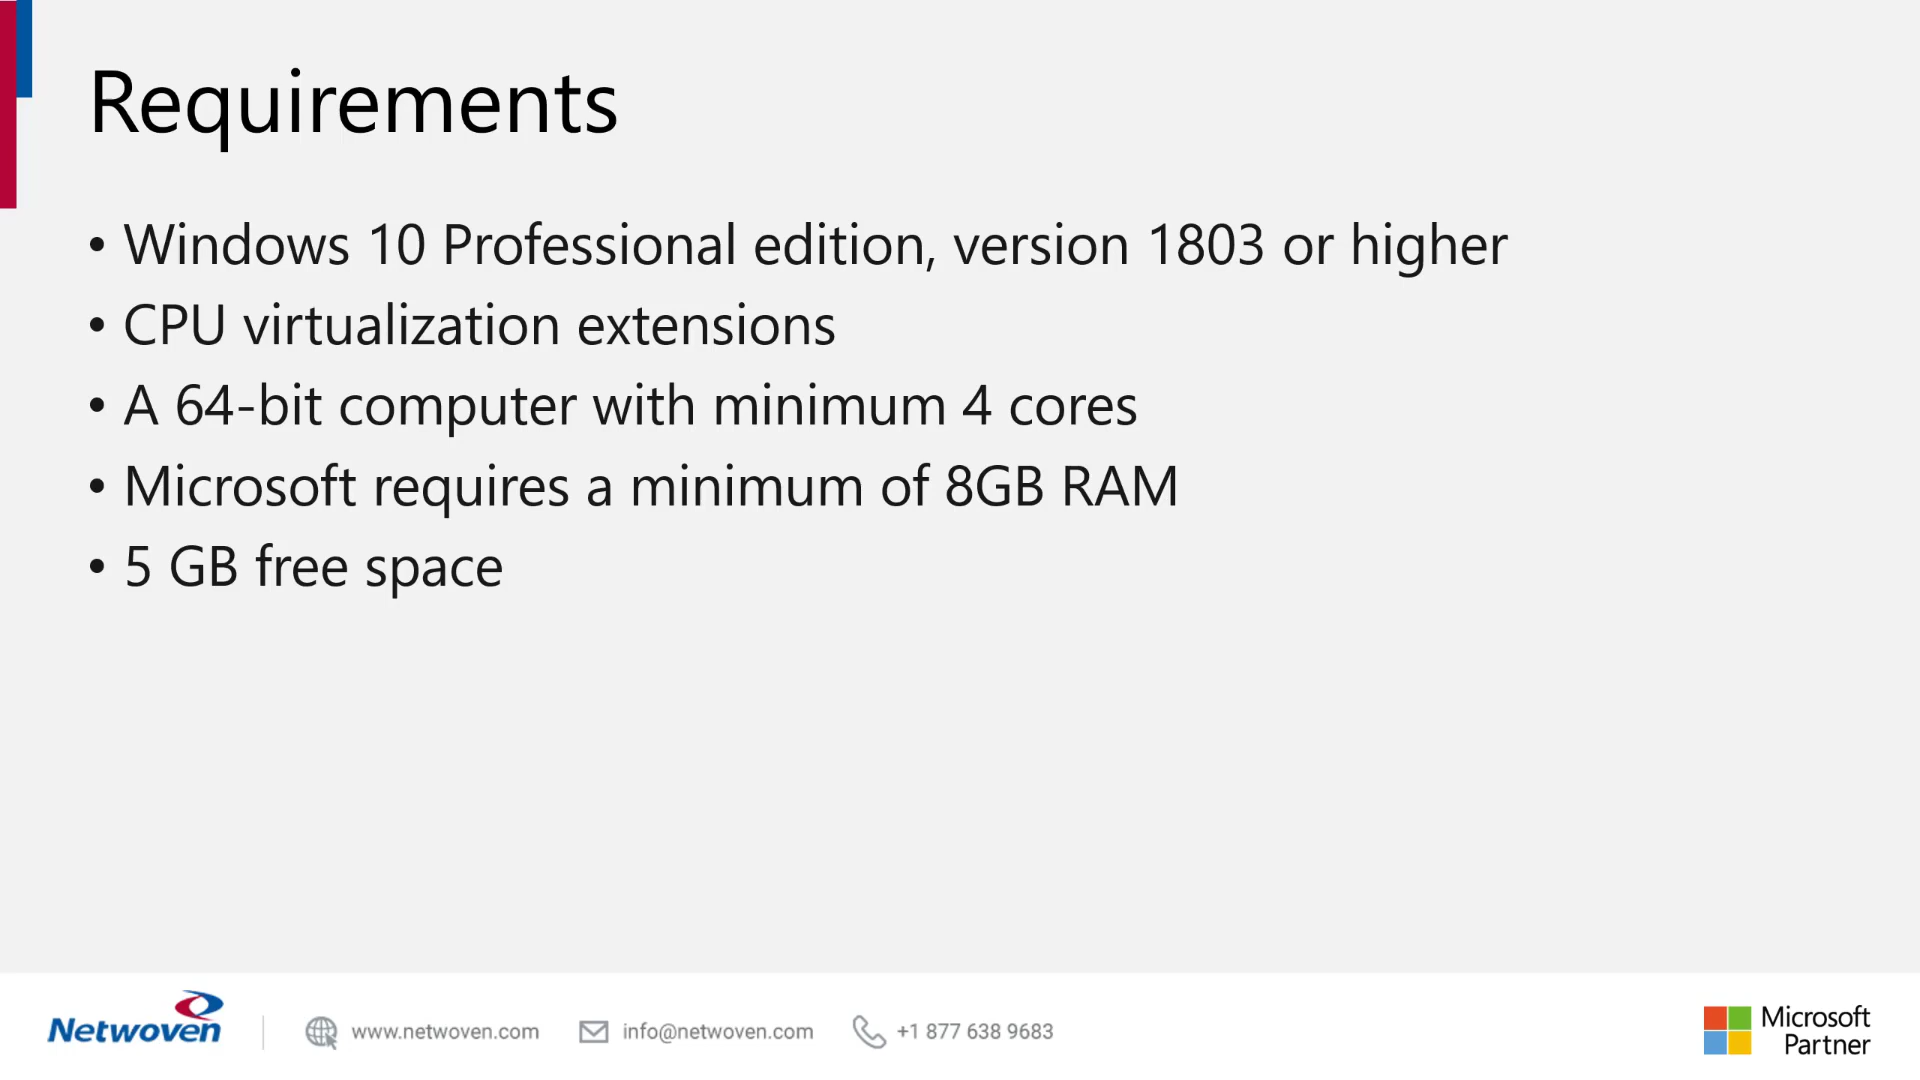 Requirements
• Windows 10 Professional edition, version 1803 or higher
• CPU virtualization extensions
• A 64-bit computer with minimum 4 cores
• Microsoft requires a minimum of 8GB RAM
• 5 GB free space
Netwoven
www.netwoven.com
info@netwoven.com
+1 877 638 9683
Microsoft
Partner